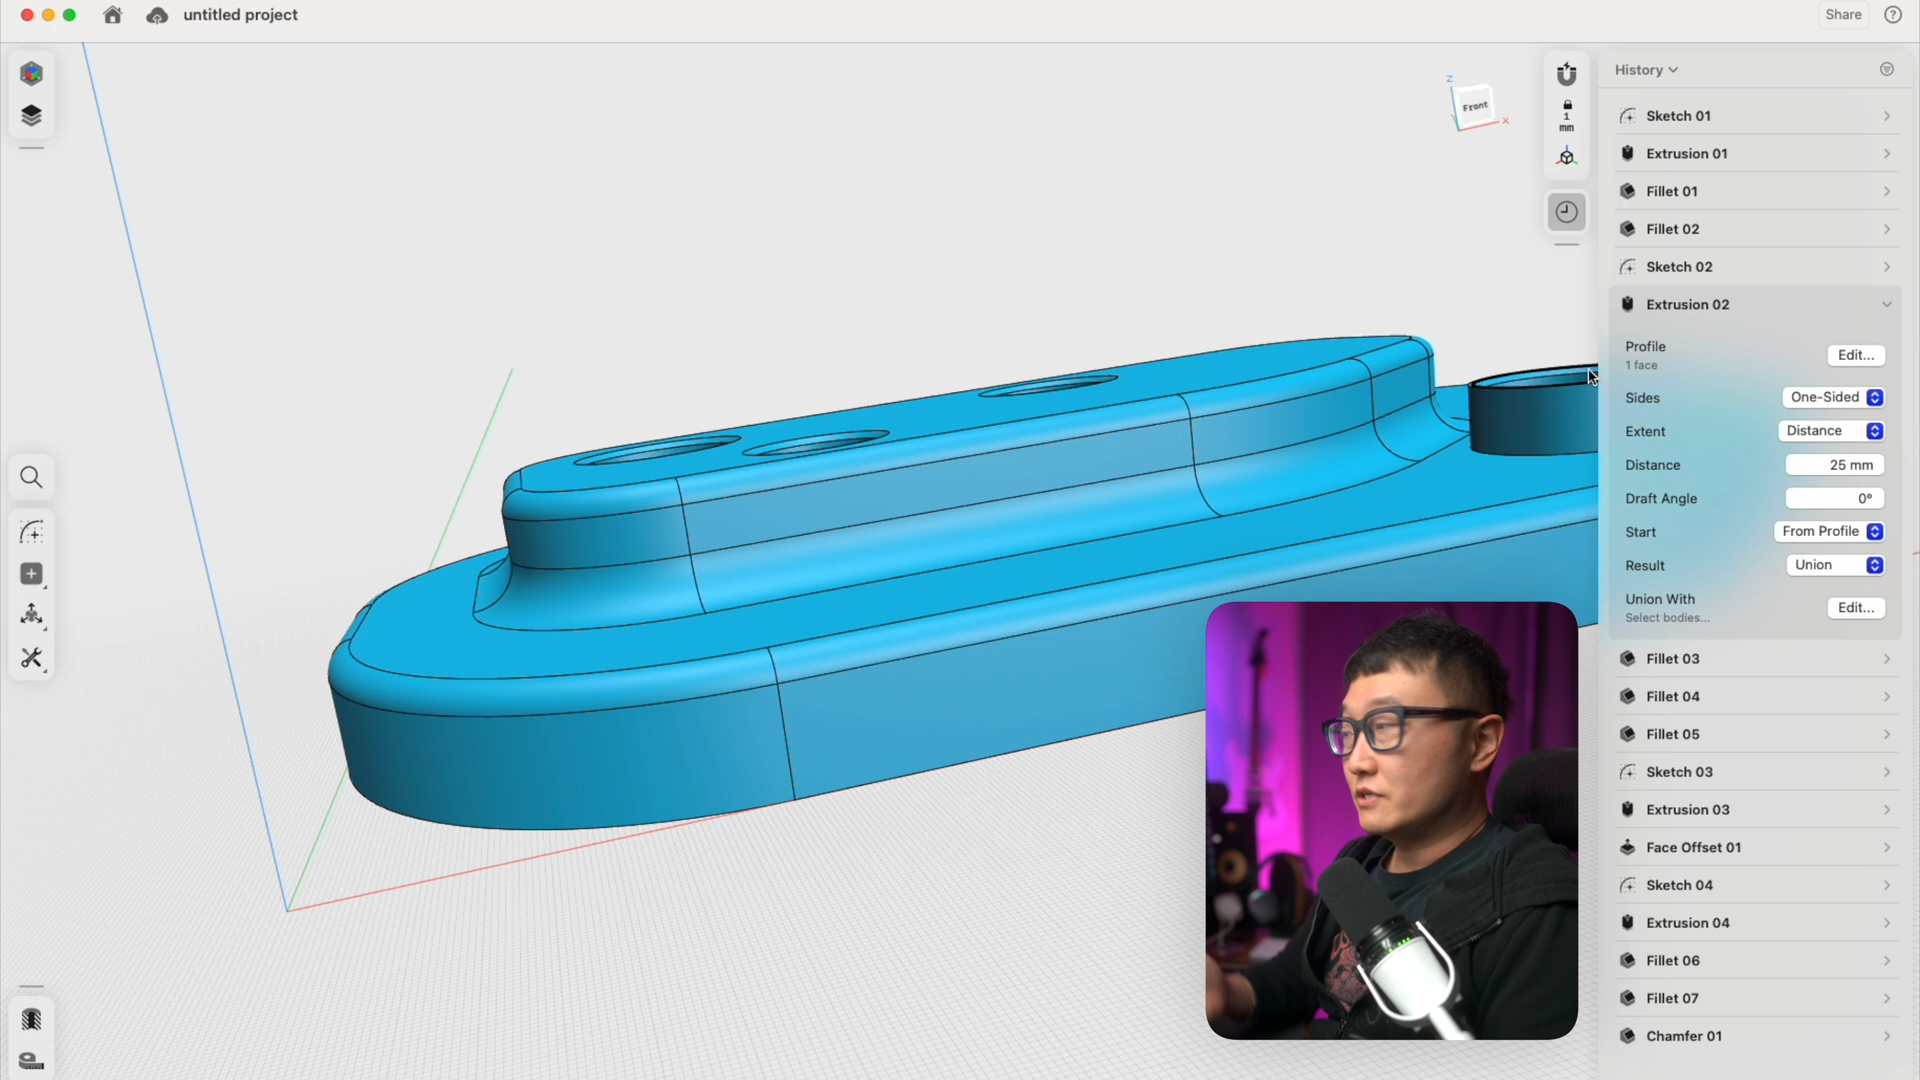 untitled project
Share
?
Z
Front
X
1
mm
History
Sketch 01
Extrusion 01
Fillet 01
Fillet 02
Sketch 02
Extrusion 02
Profile
1 face
Edit...
Sides
One-Sided
Extent
Distance
Distance
25 mm
Draft Angle
0°
Start
From Profile
Result
Union
Union With
Select bodies...
Edit...
Fillet 03
Fillet 04
Fillet 05
Sketch 03
Extrusion 03
Face Offset 01
Sketch 04
Extrusion 04
Fillet 06
Fillet 07
Chamfer 01